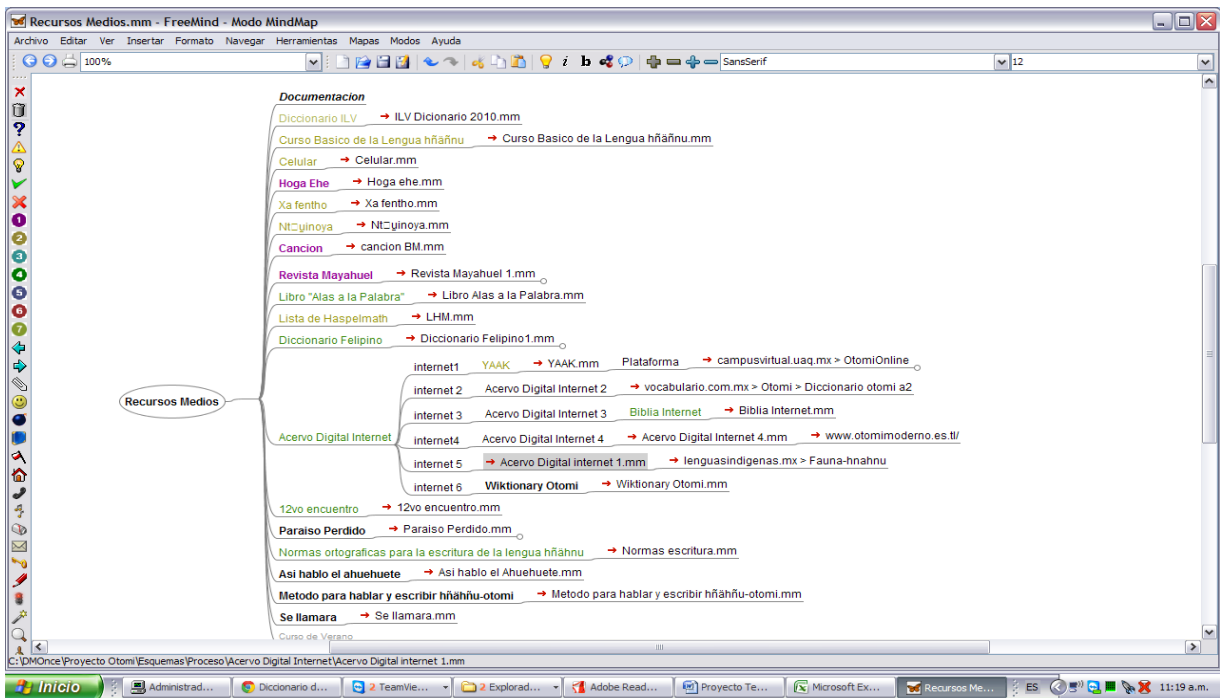 Recursos Medios.mm - FreeMind - Modo MindMap
Archivo Editar Ver Insertar Formato Navegar Herramientas Mapas Modos Ayuda
100% SansSerif 12
Documentacion
Diccionario ILV ILV Dicionario 2010.mm
Curso Basico de la Lengua hñäñnu Curso Basico de la Lengua hñäñnu.mm
Celular Celular.mm
Hoga Ehe Hoga ehe.mm
Xa fentho Xa fentho.mm
Cancion cancion BM.mm
Revista Mayahuel Revista Mayahuel 1.mm
Libro "Alas a la Palabra" Libro Alas a la Palabra.mm
Lista de Haspelmath LHM.mm
Diccionario Felipino Diccionario Felipino1.mm
internet1 YAAK YAAK.mm Plataforma campusvirtual.uaq.mx > OtomiOnline
internet 2 Acervo Digital Internet 2 vocabulario.com.mx > Otomi > Diccionario otomi a2
Recursos Medios
internet 3 Acervo Digital Internet 3 Biblia Internet Biblia Internet.mm
Acervo Digital Internet
internet4 Acervo Digital Internet 4 Acervo Digital Internet 4.mm www.otomimoderno.es.tl/
internet 5 Acervo Digital internet 1.mm lenguasindigenas.mx > Fauna-hnahnu
internet 6 Wiktionary Otomi Wiktionary Otomi.mm
12vo encuentro 12vo encuentro.mm
Paraiso Perdido Paraiso Perdido.mm
Normas ortograficas para la escritura de la lengua hñähnu Normas escritura.mm
Asi hablo el ahuehuete Asi hablo el Ahuehuete.mm
Metodo para hablar y escribir hñähñu-otomi Metodo para hablar y escribir hñähñu-otomi.mm
Se llamara Se llamara.mm
Curso de Verano
C:\DMOnce\Proyecto Otomi\Esquemas\Proceso\Acervo Digital Internet\Acervo Digital internet 1.mm
Inicio Administrad... Diccionario d... 2 TeamVie... 2 Explorad... Adobe Read... Proyecto Te... Microsoft Ex... Recursos Me... ES 11:19 a.m.